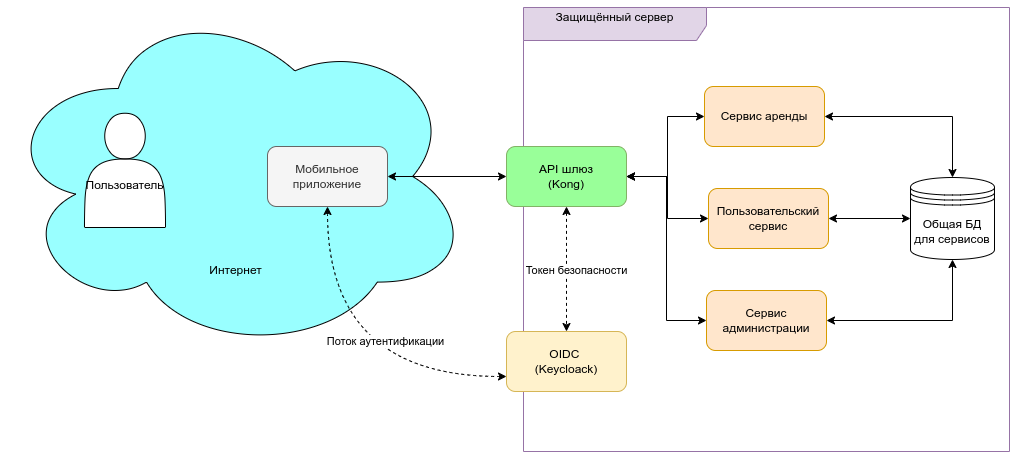 Защищённый сервер
Пользователь
Мобильное
приложение
Интернет
API шлюз
(Kong)
Токен безопасности
Поток аутентификации
OIDC
(Keycloack)
Сервис аренды
Пользовательский
сервис
Сервис
администрации
Общая БД
для сервисов